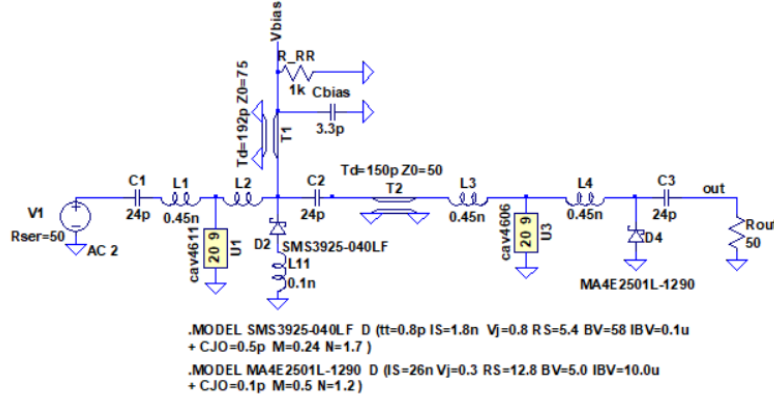 Vbias
R_RR
1k
Cbias
3.3p
Td=192p Z0=75
T1
Td=150p Z0=50
C1
24p
L1
0.45n
L2
C2
24p
T2
L3
0.45n
L4
0.45n
C3
24p
out
V1
Rser=50
AC 2
cav4611
20 9
U1
D2
SMS3925-040LF
L11
0.1n
cav4606
20 9
U3
D4
MA4E2501L-1290
Rout
50
.MODEL SMS3925-040LF D (tt=0.8p IS=1.8n Vj=0.8 RS=5.4 BV=58 IBV=0.1u
+ CJO=0.5p M=0.24 N=1.7 )
.MODEL MA4E2501L-1290 D (IS=26n Vj=0.3 RS=12.8 BV=5.0 IBV=10.0u
+ CJO=0.1p M=0.5 N=1.2 )